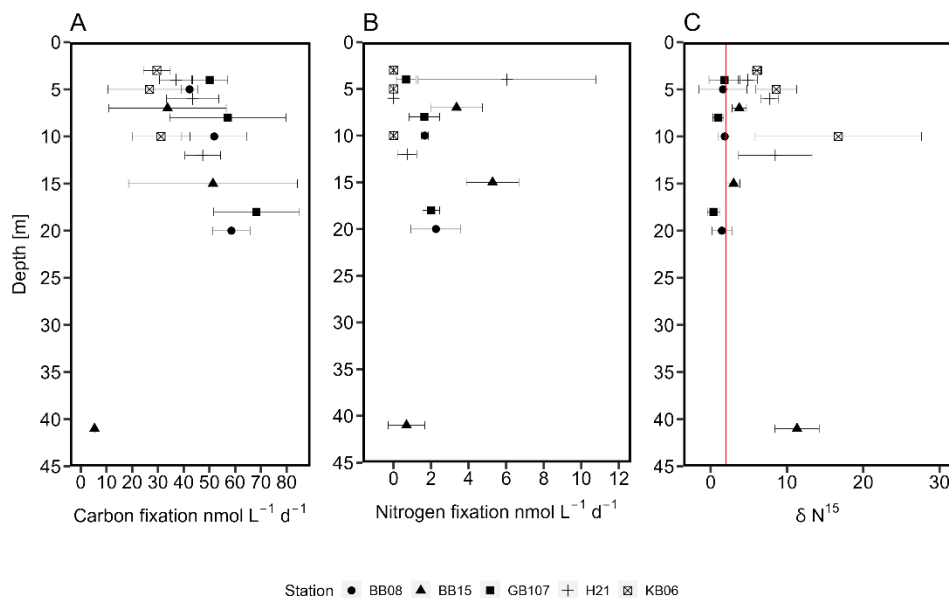 A
B
C
0
5
10
15
20
25
30
35
40
45
0
5
10
15
20
25
30
35
40
45
0
5
10
15
20
25
30
35
40
45
Depth [m]
0 10 20 30 40 50 60 70 80
0 2 4 6 8 10 12
0 10 20 30
Carbon fixation nmol L⁻¹ d⁻¹
Nitrogen fixation nmol L⁻¹ d⁻¹
δ N¹⁵
Station BB08 BB15 GB107 H21 KB06